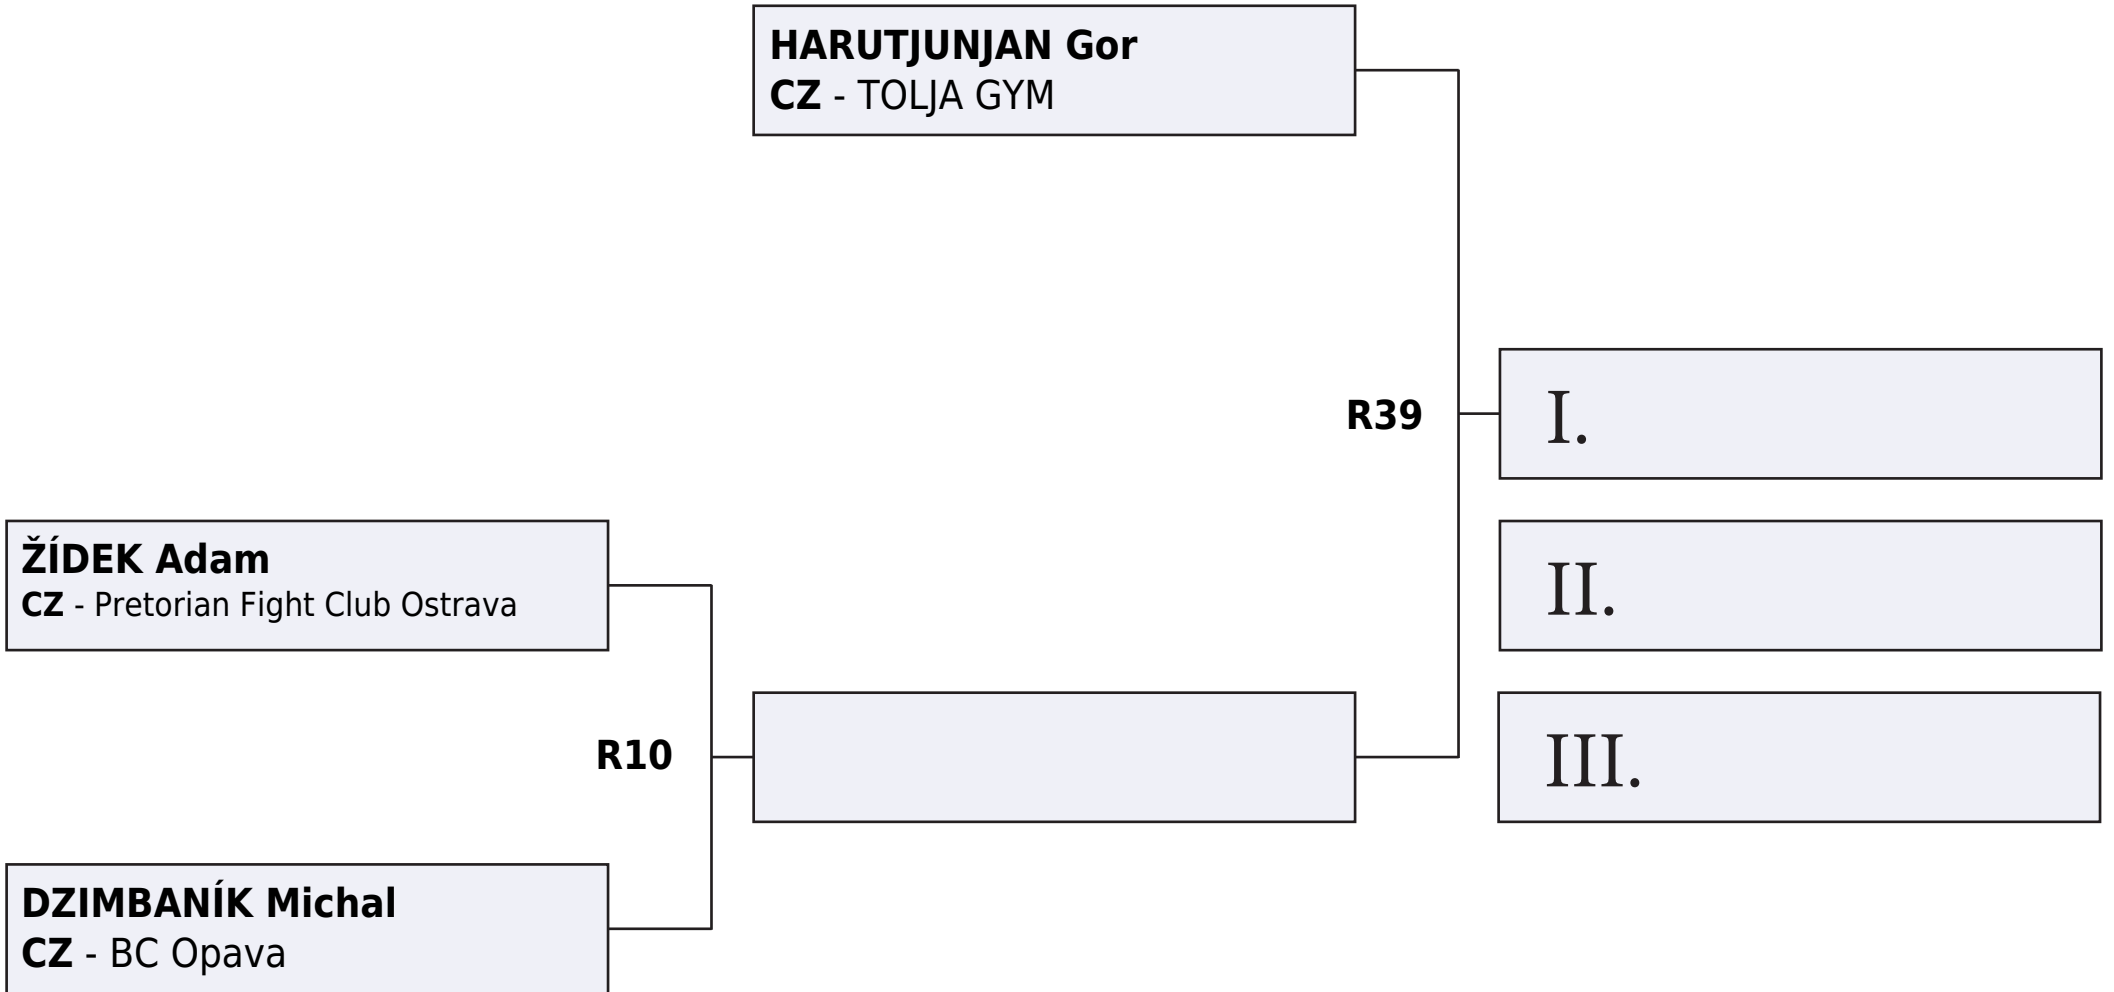 HARUTJUNJAN Gor
CZ - TOLJA GYM
R39
I.
ŽÍDEK Adam
CZ - Pretorian Fight Club Ostrava
II.
R10
III.
DZIMBANÍK Michal
CZ - BC Opava